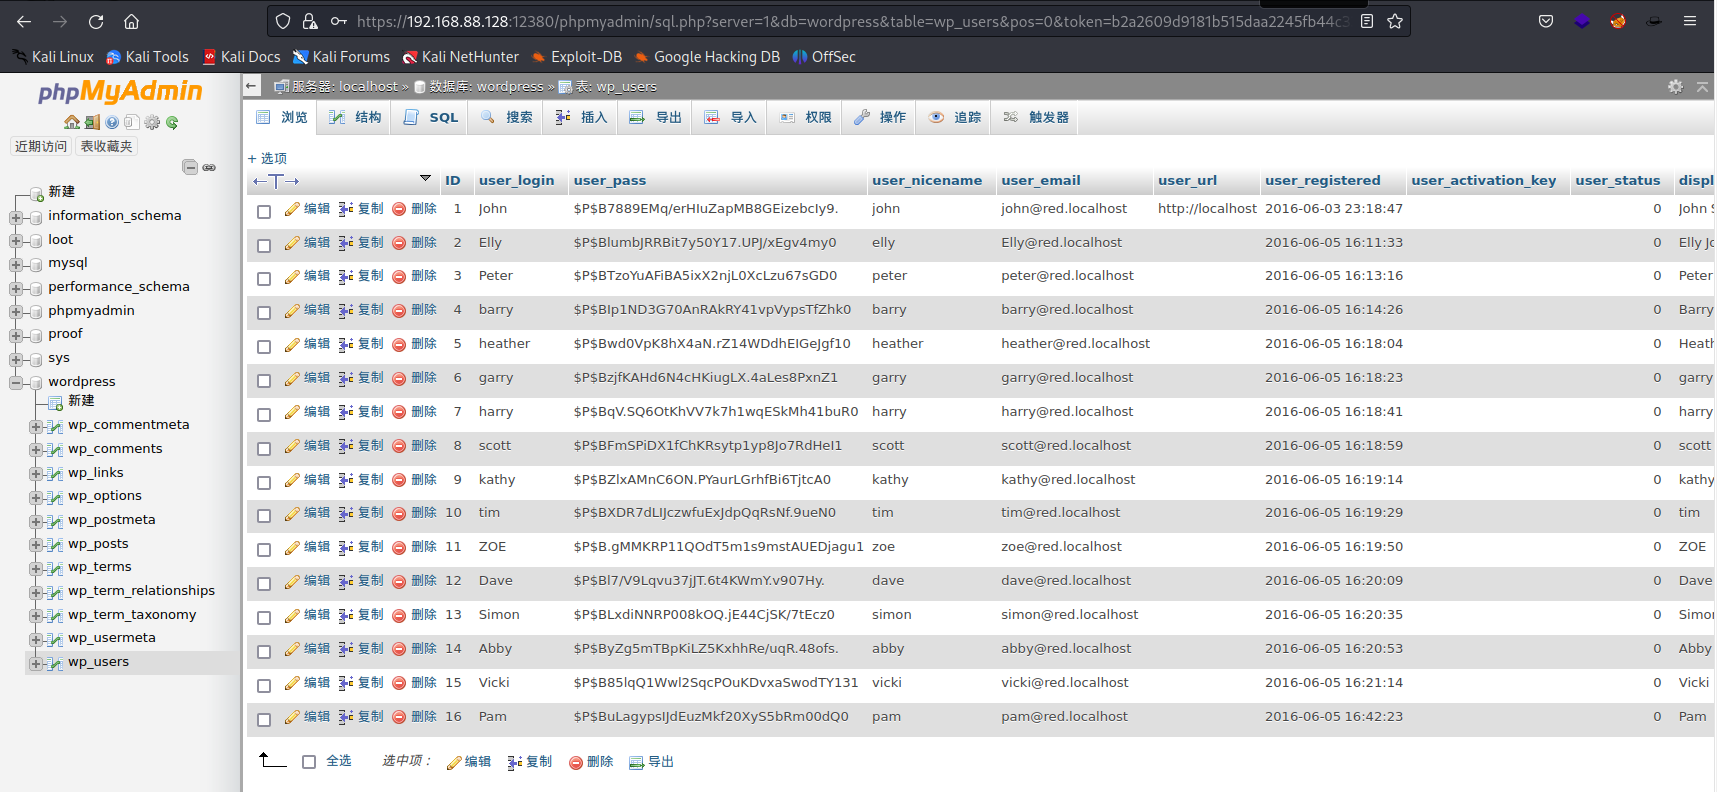 https://192.168.88.128:12380/phpmyadmin/sql.php?server=1&db=wordpress&table=wp_users&pos=0&token=b2a2609d9181b515daa2245fb44c3
Kali Linux Kali Tools Kali Docs Kali Forums Kali NetHunter Exploit-DB Google Hacking DB OffSec
phpMyAdmin
近期访问 表收藏夹
新建
information_schema
loot
mysql
performance_schema
phpmyadmin
proof
sys
wordpress
新建
wp_commentmeta
wp_comments
wp_links
wp_options
wp_postmeta
wp_posts
wp_terms
wp_term_relationships
wp_term_taxonomy
wp_usermeta
wp_users
服务器: localhost » 数据库: wordpress » 表: wp_users
浏览 结构 SQL 搜索 插入 导出 导入 权限 操作 追踪 触发器
+ 选项
←T→ ID user_login user_pass user_nicename user_email user_url user_registered user_activation_key user_status displ
编辑 复制 删除 1 John $P$B7889EMq/erHIuZapMB8GEizebcIy9. john john@red.localhost http://localhost 2016-06-03 23:18:47 0 John S
编辑 复制 删除 2 Elly $P$BlumbJRRBit7y50Y17.UPJ/xEgv4my0 elly Elly@red.localhost 2016-06-05 16:11:33 0 Elly Jo
编辑 复制 删除 3 Peter $P$BTzoYuAFiBA5ixX2njL0XcLzu67sGD0 peter peter@red.localhost 2016-06-05 16:13:16 0 Peter
编辑 复制 删除 4 barry $P$BIp1ND3G70AnRAkRY41vpVypsTfZhk0 barry barry@red.localhost 2016-06-05 16:14:26 0 Barry
编辑 复制 删除 5 heather $P$Bwd0VpK8hX4aN.rZ14WDdhEIGeJgf10 heather heather@red.localhost 2016-06-05 16:18:04 0 Heath
编辑 复制 删除 6 garry $P$BzjfKAHd6N4cHKiugLX.4aLes8PxnZ1 garry garry@red.localhost 2016-06-05 16:18:23 0 garry
编辑 复制 删除 7 harry $P$BqV.SQ6OtKhVV7k7h1wqESkMh41buR0 harry harry@red.localhost 2016-06-05 16:18:41 0 harry
编辑 复制 删除 8 scott $P$BFmSPiDX1fChKRsytp1yp8Jo7RdHeI1 scott scott@red.localhost 2016-06-05 16:18:59 0 scott
编辑 复制 删除 9 kathy $P$BZlxAMnC6ON.PYaurLGrhfBi6TjtcA0 kathy kathy@red.localhost 2016-06-05 16:19:14 0 kathy
编辑 复制 删除 10 tim $P$BXDR7dLIJczwfuExJdpQqRsNf.9ueN0 tim tim@red.localhost 2016-06-05 16:19:29 0 tim
编辑 复制 删除 11 ZOE $P$B.gMMKRP11QOdT5m1s9mstAUEDjagu1 zoe zoe@red.localhost 2016-06-05 16:19:50 0 ZOE
编辑 复制 删除 12 Dave $P$Bl7/V9Lqvu37jJT.6t4KWmY.v907Hy. dave dave@red.localhost 2016-06-05 16:20:09 0 Dave
编辑 复制 删除 13 Simon $P$BLxdiNNRP008kOQ.jE44CjSK/7tEcz0 simon simon@red.localhost 2016-06-05 16:20:35 0 Simo
编辑 复制 删除 14 Abby $P$ByZg5mTBpKiLZ5KxhhRe/uqR.48ofs. abby abby@red.localhost 2016-06-05 16:20:53 0 Abby
编辑 复制 删除 15 Vicki $P$B85lqQ1Wwl2SqcPOuKDvxaSwodTY131 vicki vicki@red.localhost 2016-06-05 16:21:14 0 Vicki
编辑 复制 删除 16 Pam $P$BuLagypsIJdEuzMkf20XyS5bRm00dQ0 pam pam@red.localhost 2016-06-05 16:42:23 0 Pam
全选 选中项： 编辑 复制 删除 导出